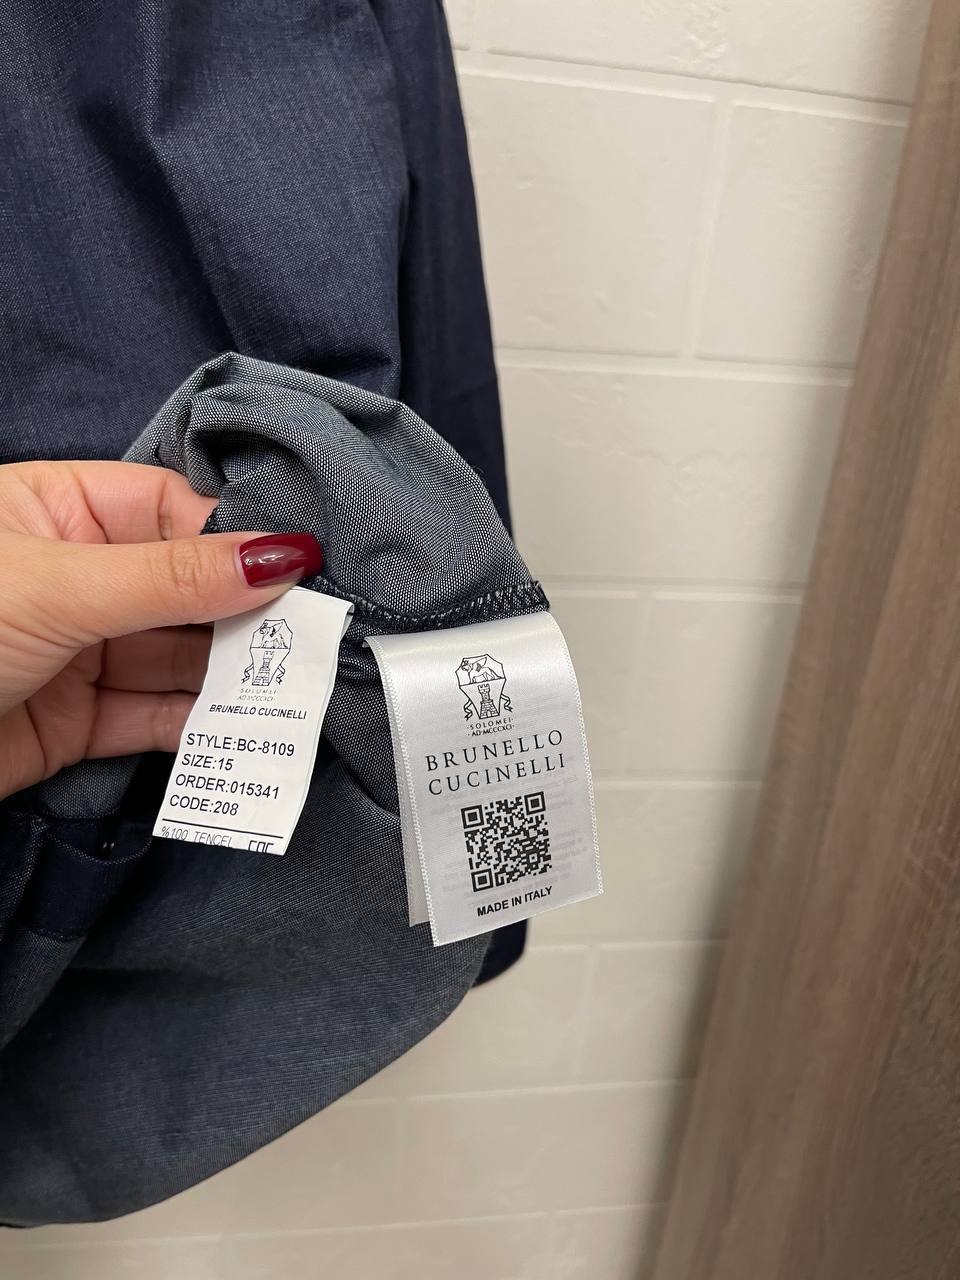 ·SOLOMEI·
AD·MCCCXCI·
BRUNELLO CUCINELLI
STYLE:BC-8109
SIZE:15
ORDER:015341
CODE:208
%100 TENCEL
·SOLOMEI·
·AD·MCCCXCI·
BRUNELLO
CUCINELLI
MADE IN ITALY